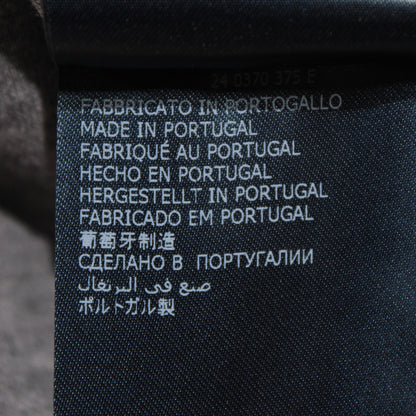 24 0370 375 E
FABBRICATO IN PORTOGALLO
MADE IN PORTUGAL
FABRIQUÉ AU PORTUGAL
HECHO EN PORTUGAL
HERGESTELLT IN PORTUGAL
FABRICADO EM PORTUGAL
葡萄牙制造
СДЕЛАНО В ПОРТУГАЛИИ
صنع في البرتغال
ポルトガル製